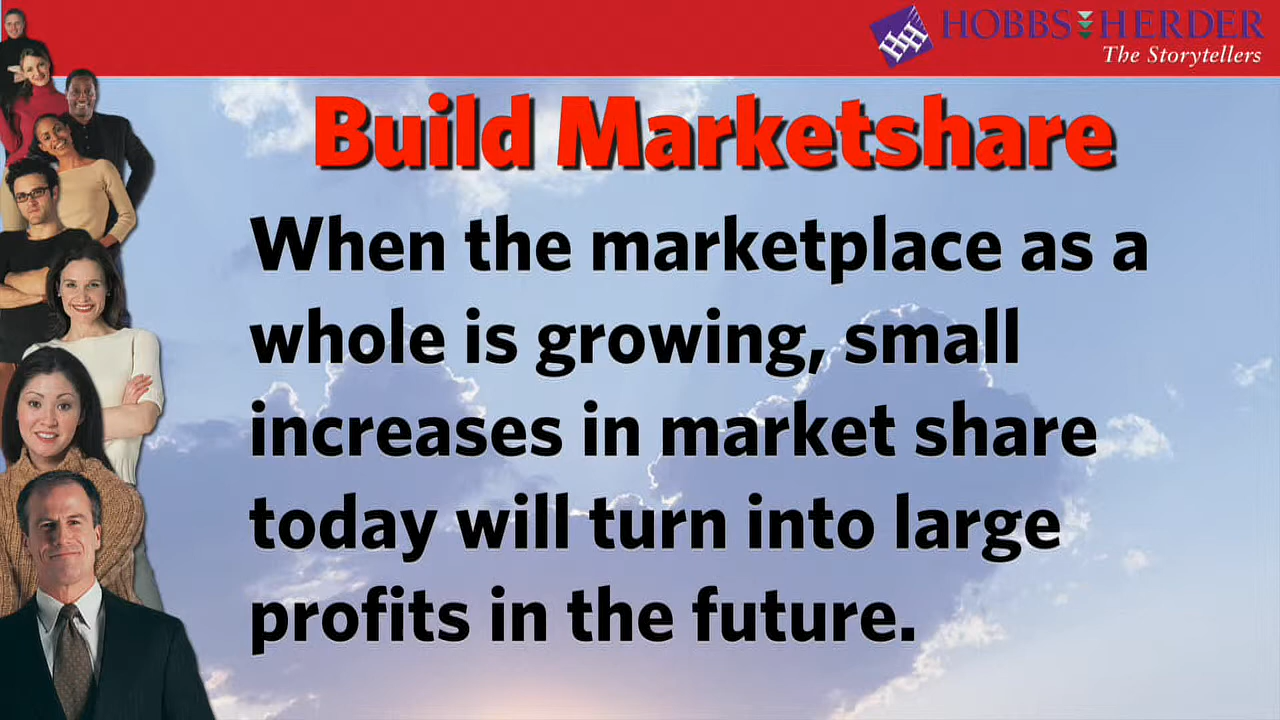 HH HOBBS HERDER
The Storytellers
Build Marketshare
When the marketplace as a
whole is growing, small
increases in market share
today will turn into large
profits in the future.